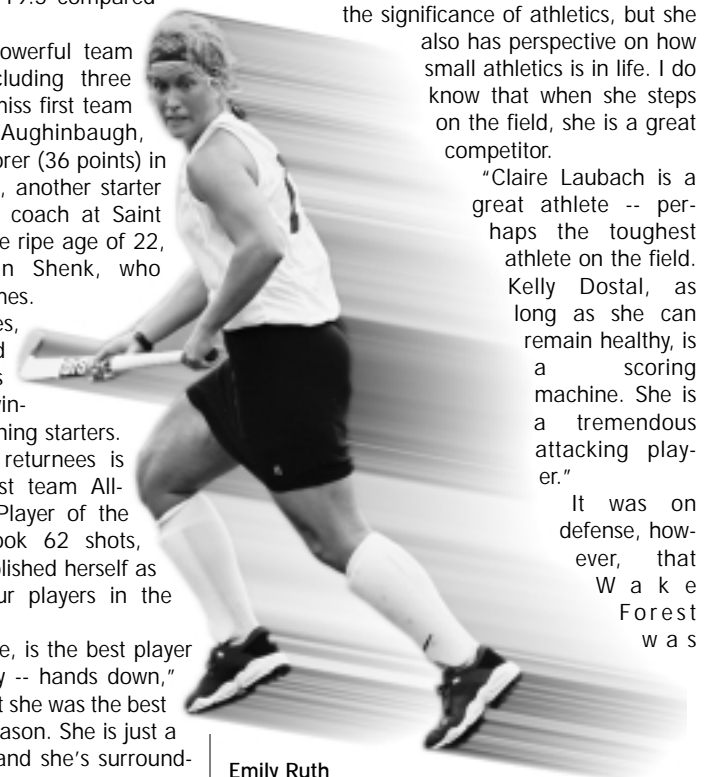 19.5 compared
owerful team
cluding three
miss first team
Aughinbaugh,
orer (36 points) in
, another starter
coach at Saint
e ripe age of 22,
n Shenk, who
nes.
es,
d
s
vin-
ning starters.
returnees is
st team All-
Player of the
ook 62 shots,
lished herself as
ur players in the
e, is the best player
y -- hands down,"
t she was the best
ason. She is just a
and she's surround-
the significance of athletics, but she
also has perspective on how
small athletics is in life. I do
know that when she steps
on the field, she is a great
competitor.
"Claire Laubach is a
great athlete -- per-
haps the toughest
athlete on the field.
Kelly Dostal, as
long as she can
remain healthy, is
a scoring
machine. She is
a tremendous
attacking play-
er."
It was on
defense, how-
ever, that
Wake
Forest
was
Emily Ruth